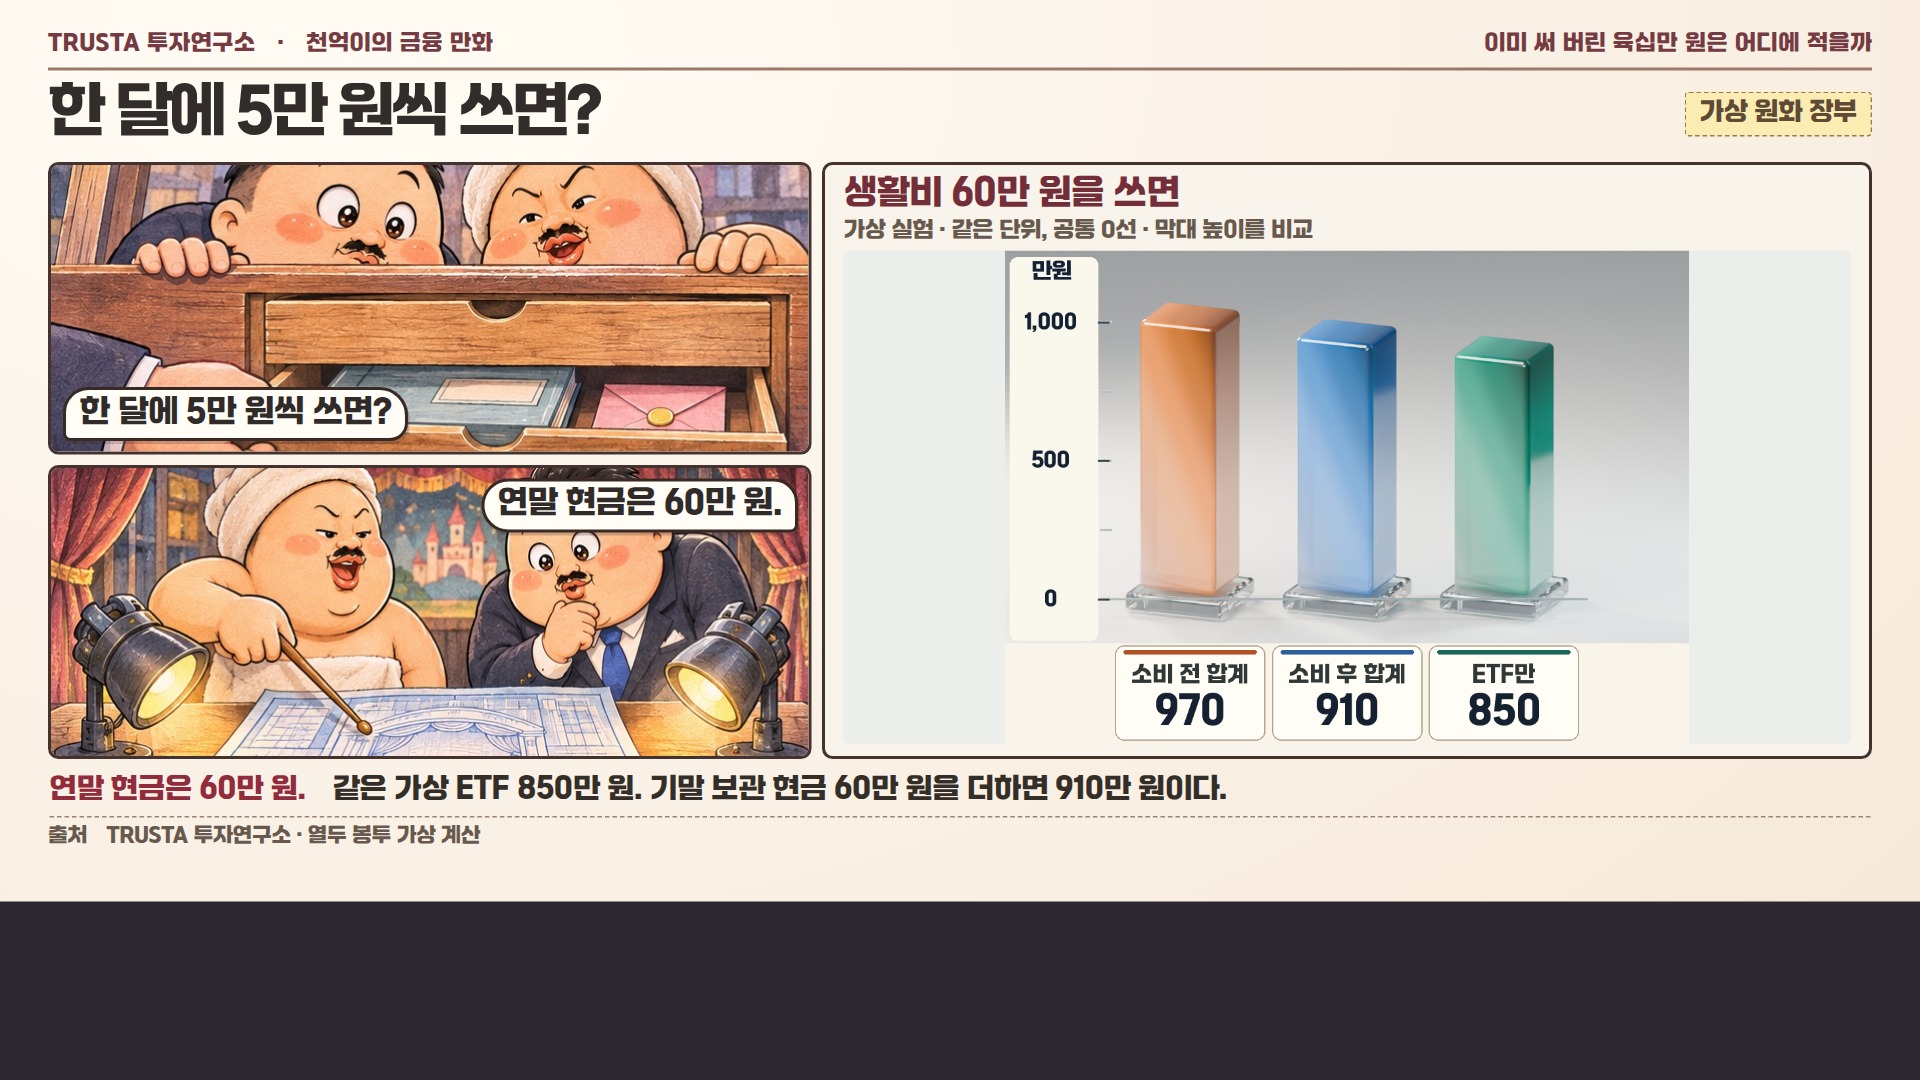 TRUSTA 투자연구소 · 천억이의 금융 만화
이미 써 버린 육십만 원은 어디에 적을까
한 달에 5만 원씩 쓰면?
가상 원화 장부
한 달에 5만 원씩 쓰면?
연말 현금은 60만 원.
생활비 60만 원을 쓰면
가상 실험 · 같은 단위, 공통 0선 · 막대 높이를 비교
만원
1,000
500
0
소비 전 합계
970
소비 후 합계
910
ETF만
850
연말 현금은 60만 원. 같은 가상 ETF 850만 원. 기말 보관 현금 60만 원을 더하면 910만 원이다.
출처 TRUSTA 투자연구소 · 열두 봉투 가상 계산